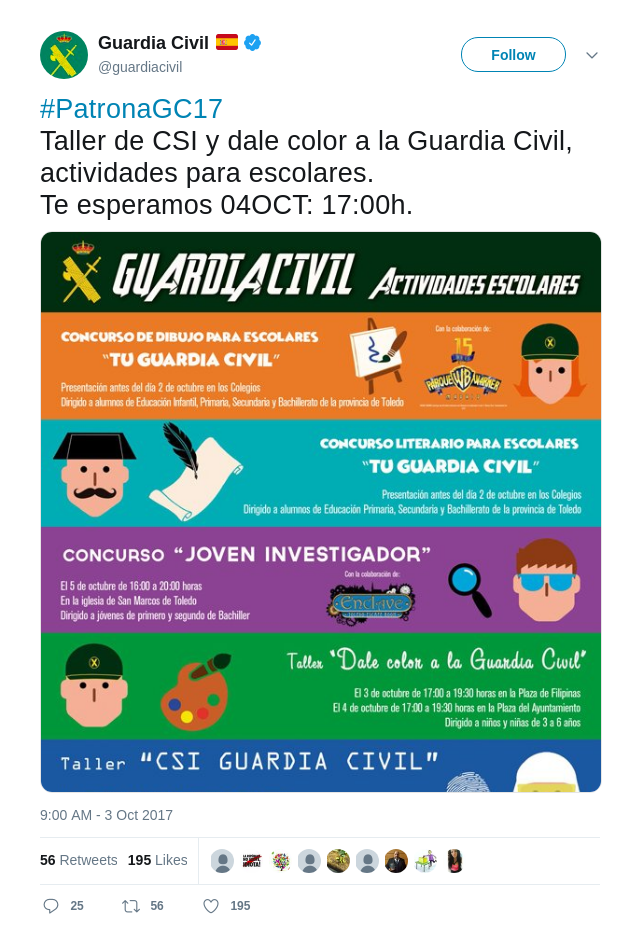 Guardia Civil
@guardiacivil
Follow
#PatronaGC17
Taller de CSI y dale color a la Guardia Civil,
actividades para escolares.
Te esperamos 04OCT: 17:00h.
GUARDIA CIVIL ACTIVIDADES ESCOLARES
CONCURSO DE DIBUJO PARA ESCOLARES
"TU GUARDIA CIVIL"
Presentación antes del día 2 de octubre en los Colegios
Dirigido a alumnos de Educación Infantil, Primaria, Secundaria y Bachillerato de la provincia de Toledo
Con la colaboración de:
15
PARQUE WB WARNER
MADRID
CONCURSO LITERARIO PARA ESCOLARES
"TU GUARDIA CIVIL"
Presentación antes del día 2 de octubre en los Colegios
Dirigido a alumnos de Educación Primaria, Secundaria y Bachillerato de la provincia de Toledo
CONCURSO "JOVEN INVESTIGADOR"
El 5 de octubre de 16:00 a 20:00 horas
En la iglesia de San Marcos de Toledo
Dirigido a jóvenes de primero y segundo de Bachiller
Con la colaboración de:
Enclave
Taller "Dale color a la Guardia Civil"
El 3 de octubre de 17:00 a 19:30 horas en la Plaza de Filipinas
El 4 de octubre de 17:00 a 19:30 horas en la Plaza del Ayuntamiento
Dirigido a niños y niñas de 3 a 6 años
Taller "CSI GUARDIA CIVIL"
9:00 AM - 3 Oct 2017
56 Retweets 195 Likes
25 56 195